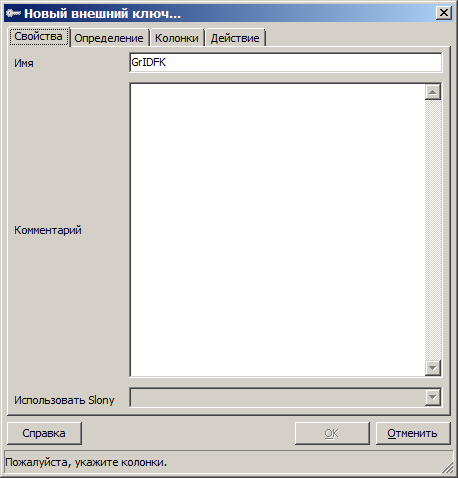 Новый внешний ключ...
Свойства Определение Колонки Действие
Имя GrIDFK
Комментарий
Использовать Slony
Справка OK Отменить
Пожалуйста, укажите колонки.